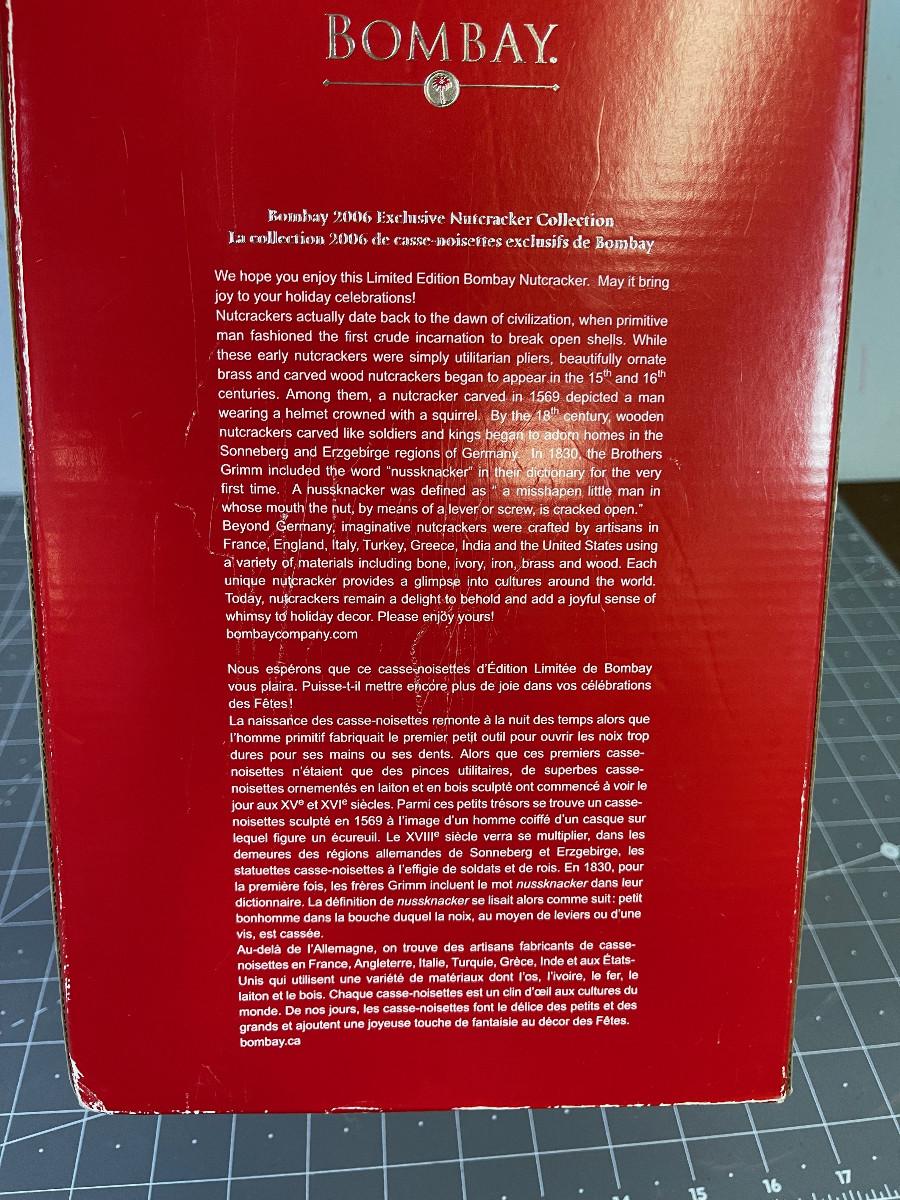 BOMBAY.
Bombay 2006 Exclusive Nutcracker Collection
La collection 2006 de casse-noisettes exclusifs de Bombay
We hope you enjoy this Limited Edition Bombay Nutcracker. May it bring
joy to your holiday celebrations!
Nutcrackers actually date back to the dawn of civilization, when primitive
man fashioned the first crude incarnation to break open shells. While
these early nutcrackers were simply utilitarian pliers, beautifully ornate
brass and carved wood nutcrackers began to appear in the 15th and 16th
centuries. Among them, a nutcracker carved in 1569 depicted a man
wearing a helmet crowned with a squirrel. By the 18th century, wooden
nutcrackers carved like soldiers and kings began to adorn homes in the
Sonneberg and Erzgebirge regions of Germany. In 1830, the Brothers
Grimm included the word "nussknacker" in their dictionary for the very
first time. A nussknacker was defined as " a misshapen little man in
whose mouth the nut, by means of a lever or screw, is cracked open."
Beyond Germany, imaginative nutcrackers were crafted by artisans in
France, England, Italy, Turkey, Greece, India and the United States using
a variety of materials including bone, ivory, iron, brass and wood. Each
unique nutcracker provides a glimpse into cultures around the world.
Today, nutcrackers remain a delight to behold and add a joyful sense of
whimsy to holiday decor. Please enjoy yours!
bombaycompany.com
Nous espérons que ce casse-noisettes d'Édition Limitée de Bombay
vous plaira. Puisse-t-il mettre encore plus de joie dans vos célébrations
des Fêtes!
La naissance des casse-noisettes remonte à la nuit des temps alors que
l'homme primitif fabriquait le premier petit outil pour ouvrir les noix trop
dures pour ses mains ou ses dents. Alors que ces premiers casse-
noisettes n'étaient que des pinces utilitaires, de superbes casse-
noisettes ornementés en laiton et en bois sculpté ont commencé à voir le
jour aux XVe et XVIe siècles. Parmi ces petits trésors se trouve un casse-
noisettes sculpté en 1569 à l'image d'un homme coiffé d'un casque sur
lequel figure un écureuil. Le XVIIIe siècle verra se multiplier, dans les
demeures des régions allemandes de Sonneberg et Erzgebirge, les
statuettes casse-noisettes à l'effigie de soldats et de rois. En 1830, pour
la première fois, les frères Grimm incluent le mot nussknacker dans leur
dictionnaire. La définition de nussknacker se lisait alors comme suit : petit
bonhomme dans la bouche duquel la noix, au moyen de leviers ou d'une
vis, est cassée.
Au-delà de l'Allemagne, on trouve des artisans fabricants de casse-
noisettes en France, Angleterre, Italie, Turquie, Grèce, Inde et aux États-
Unis qui utilisent une variété de matériaux dont l'os, l'ivoire, le fer, le
laiton et le bois. Chaque casse-noisettes est un clin d'œil aux cultures du
monde. De nos jours, les casse-noisettes font le délice des petits et des
grands et ajoutent une joyeuse touche de fantaisie au décor des Fêtes.
bombay.ca
15 16 17